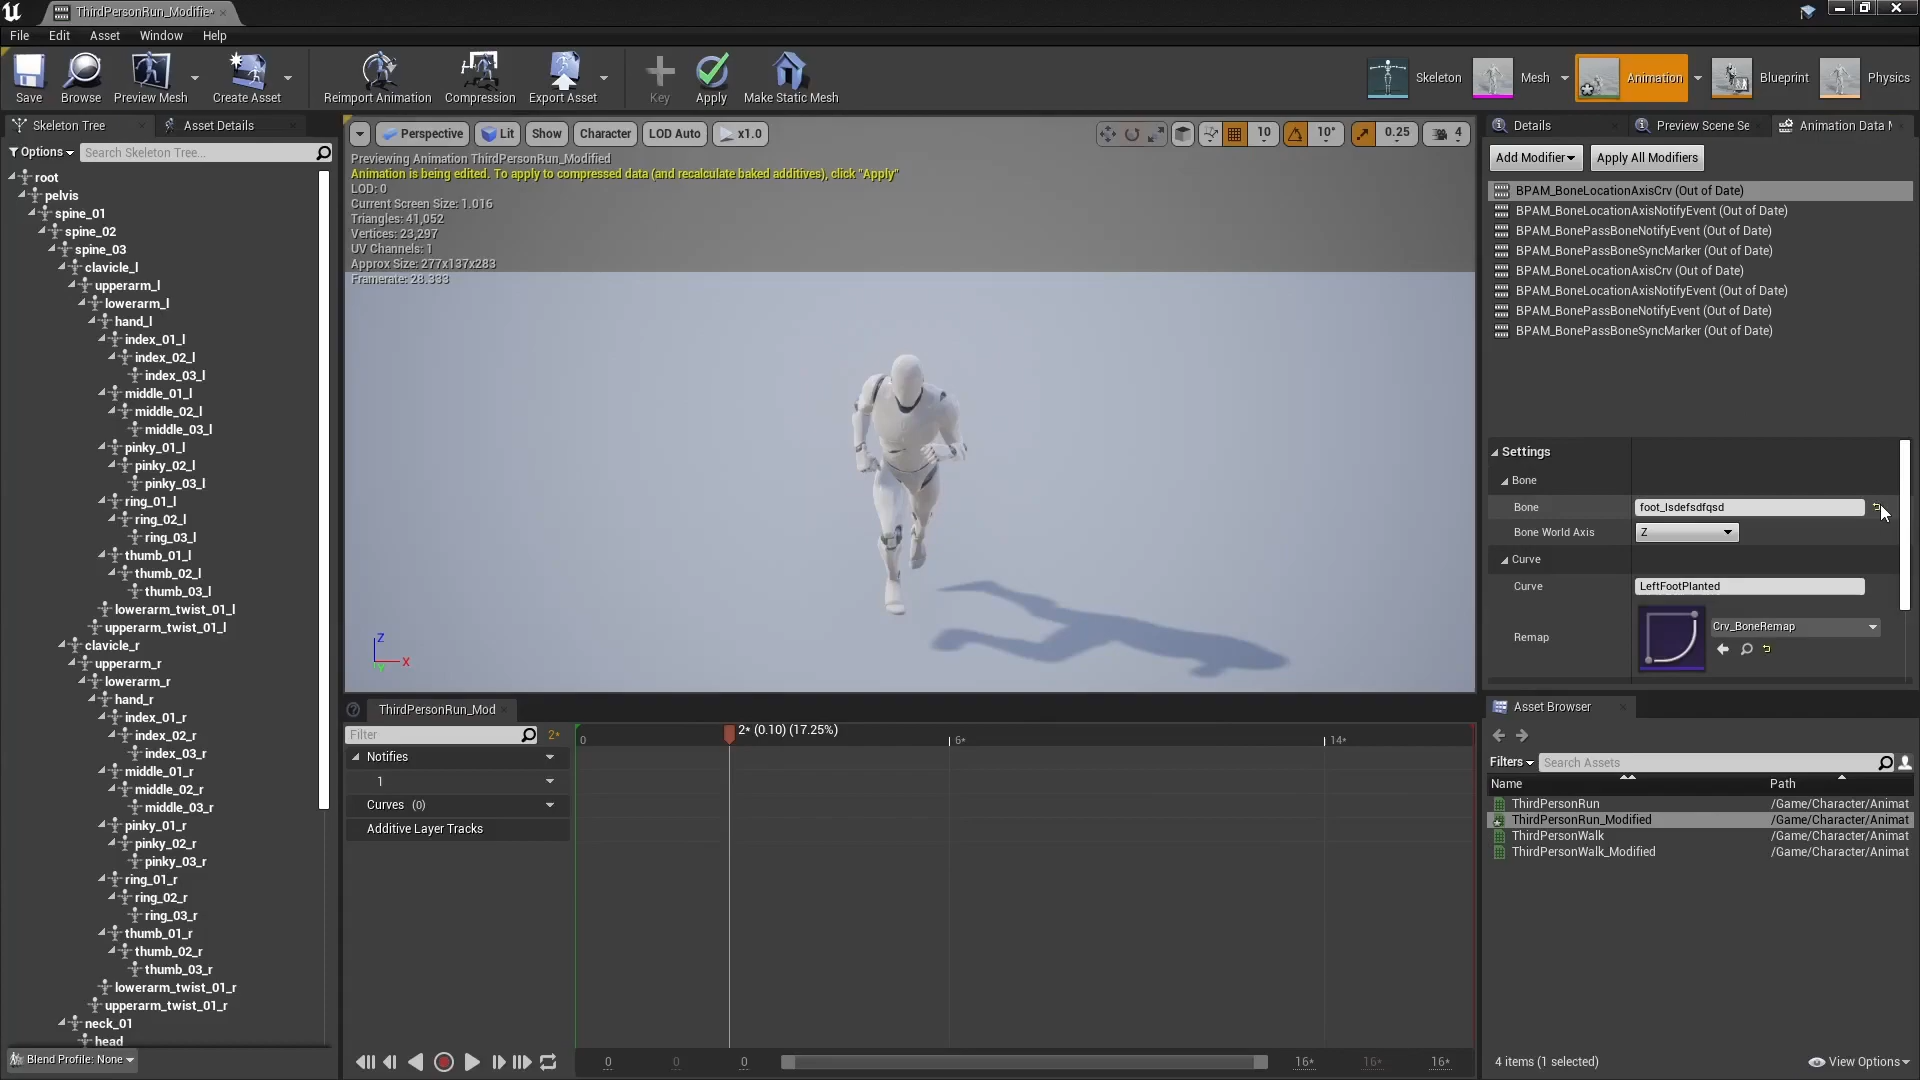 ThirdPersonRun_Modifie*
File Edit Asset Window Help
Save Browse Preview Mesh Create Asset Reimport Animation Compression Export Asset Key Apply Make Static Mesh
Skeleton Mesh Animation Blueprint Physics
Skeleton Tree Asset Details
Options Search Skeleton Tree...
root
pelvis
spine_01
spine_02
spine_03
clavicle_l
upperarm_l
lowerarm_l
hand_l
index_01_l
index_02_l
index_03_l
middle_01_l
middle_02_l
middle_03_l
pinky_01_l
pinky_02_l
pinky_03_l
ring_01_l
ring_02_l
ring_03_l
thumb_01_l
thumb_02_l
thumb_03_l
lowerarm_twist_01_l
upperarm_twist_01_l
clavicle_r
upperarm_r
lowerarm_r
hand_r
index_01_r
index_02_r
index_03_r
middle_01_r
middle_02_r
middle_03_r
pinky_01_r
pinky_02_r
pinky_03_r
ring_01_r
ring_02_r
ring_03_r
thumb_01_r
thumb_02_r
thumb_03_r
lowerarm_twist_01_r
upperarm_twist_01_r
neck_01
head
Blend Profile: None
Perspective Lit Show Character LOD Auto x1.0
10 10° 0.25 4
Previewing Animation ThirdPersonRun_Modified
Animation is being edited. To apply to compressed data (and recalculate baked additives), click "Apply"
LOD: 0
Current Screen Size: 1.016
Triangles: 41,052
Vertices: 23,297
UV Channels: 1
Approx Size: 277x137x283
Framerate: 28.333
Z
X
ThirdPersonRun_Mod
Filter 2*
2* (0.10) (17.25%)
0 6* 14*
Notifies
1
Curves (0)
Additive Layer Tracks
0 0 0 16* 16* 16*
Details Preview Scene Se Animation Data M
Add Modifier Apply All Modifiers
BPAM_BoneLocationAxisCrv (Out of Date)
BPAM_BoneLocationAxisNotifyEvent (Out of Date)
BPAM_BonePassBoneNotifyEvent (Out of Date)
BPAM_BonePassBoneSyncMarker (Out of Date)
BPAM_BoneLocationAxisCrv (Out of Date)
BPAM_BoneLocationAxisNotifyEvent (Out of Date)
BPAM_BonePassBoneNotifyEvent (Out of Date)
BPAM_BonePassBoneSyncMarker (Out of Date)
Settings
Bone
Bone foot_lsdefsdfqsd
Bone World Axis Z
Curve
Curve LeftFootPlanted
Remap Crv_BoneRemap
Asset Browser
Filters Search Assets
Name Path
ThirdPersonRun /Game/Character/Animat
ThirdPersonRun_Modified /Game/Character/Animat
ThirdPersonWalk /Game/Character/Animat
ThirdPersonWalk_Modified /Game/Character/Animat
4 items (1 selected) View Options